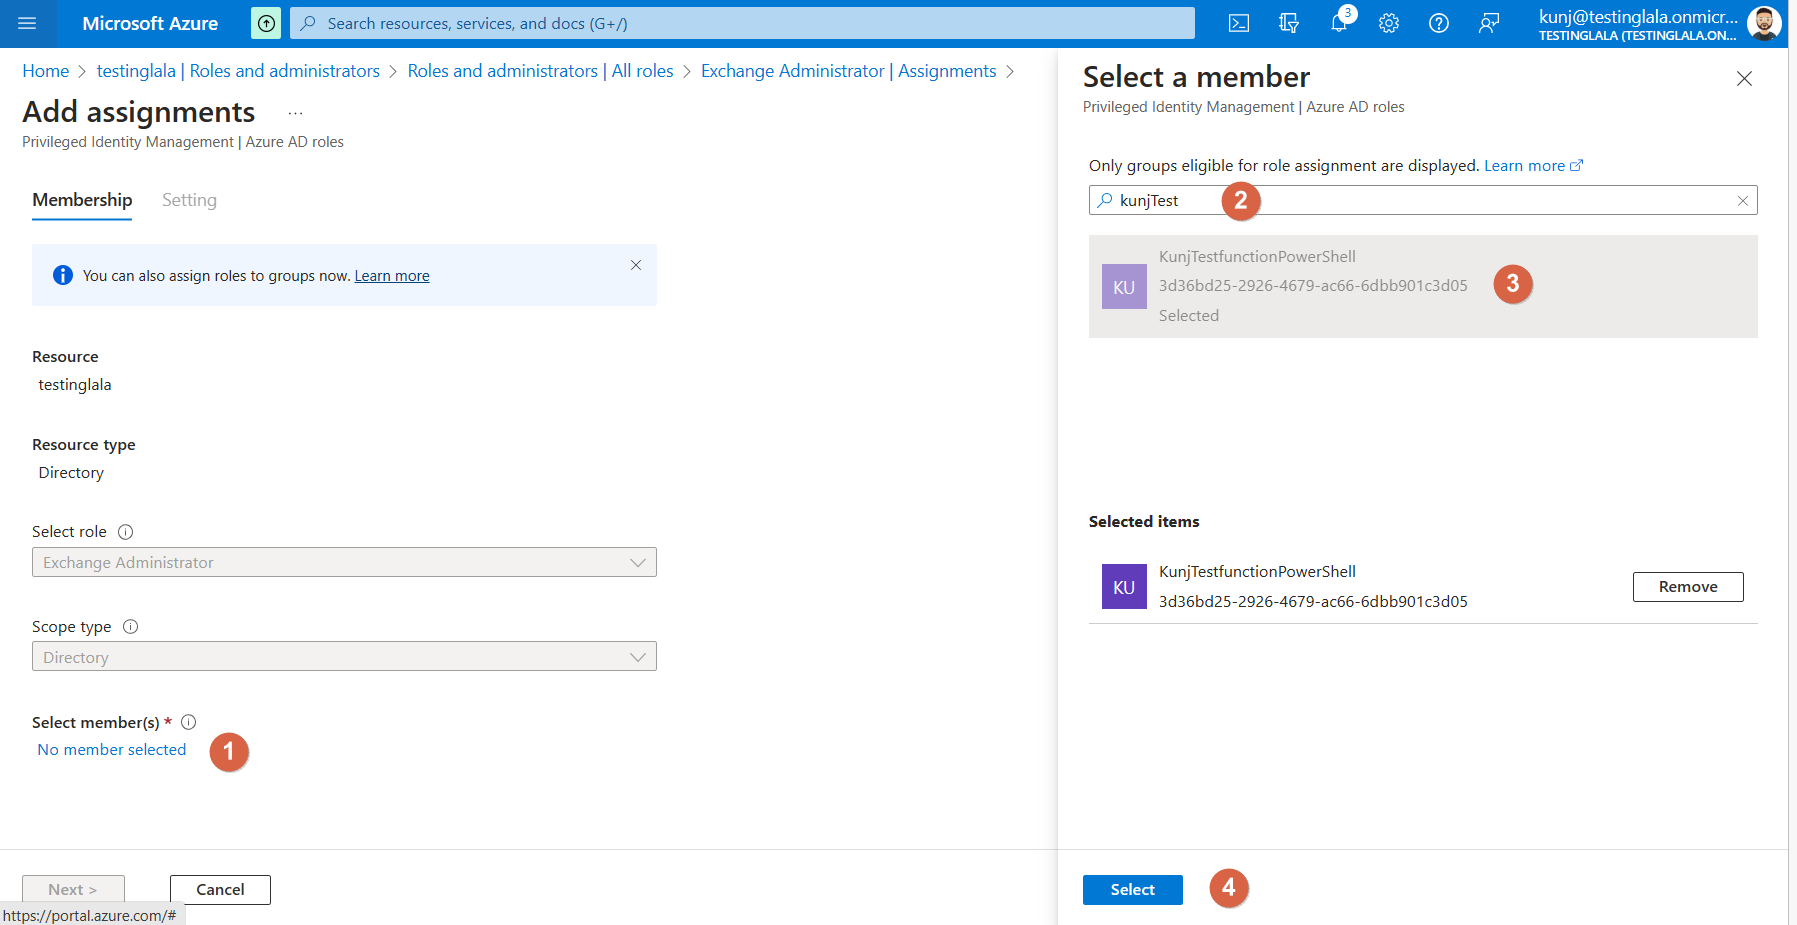 Microsoft Azure
Search resources, services, and docs (G+/)
3
kunj@testinglala.onmicr...
TESTINGLALA (TESTINGLALA.ON...
Home > testinglala | Roles and administrators > Roles and administrators | All roles > Exchange Administrator | Assignments >
Add assignments ...
Privileged Identity Management | Azure AD roles
Membership Setting
You can also assign roles to groups now. Learn more
Resource
testinglala
Resource type
Directory
Select role
Exchange Administrator
Scope type
Directory
Select member(s) *
No member selected
1
Next >
Cancel
https://portal.azure.com/#
Select a member
Privileged Identity Management | Azure AD roles
Only groups eligible for role assignment are displayed. Learn more
kunjTest
2
KU
KunjTestfunctionPowerShell
3d36bd25-2926-4679-ac66-6dbb901c3d05
Selected
3
Selected items
KU
KunjTestfunctionPowerShell
3d36bd25-2926-4679-ac66-6dbb901c3d05
Remove
Select
4